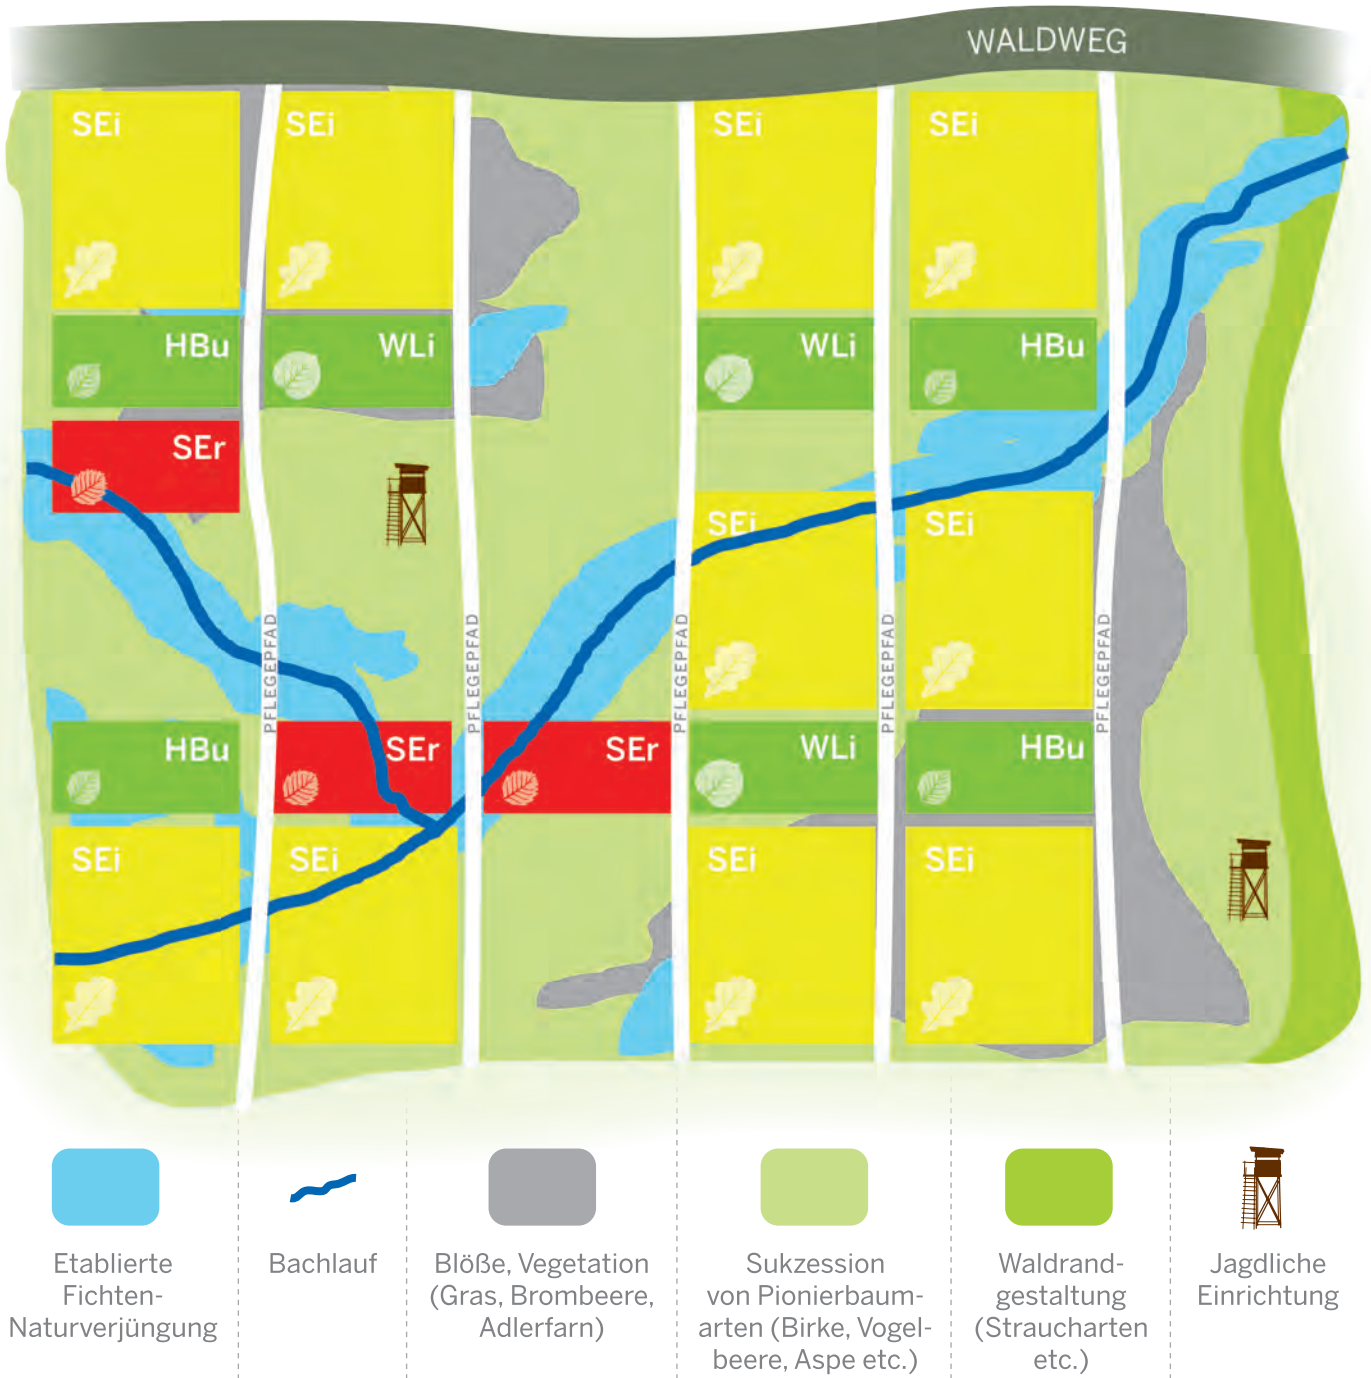 WALDWEG
SEi
SEi
SEi
SEi
HBu
WLi
WLi
HBu
SEr
SEi
SEi
PFLEGEPFAD
PFLEGEPFAD
PFLEGEPFAD
PFLEGEPFAD
PFLEGEPFAD
HBu
SEr
SEr
WLi
HBu
SEi
SEi
SEi
SEi
Etablierte
Fichten-
Naturverjüngung
Bachlauf
Blöße, Vegetation
(Gras, Brombeere,
Adlerfarn)
Sukzession
von Pionierbaum-
arten (Birke, Vogel-
beere, Aspe etc.)
Waldrand-
gestaltung
(Straucharten
etc.)
Jagdliche
Einrichtung